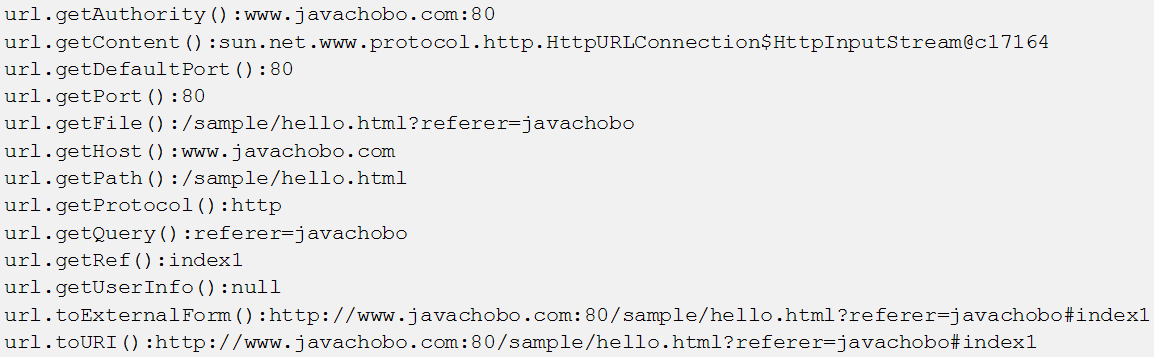 url.getAuthority():www.javachobo.com:80
url.getContent():sun.net.www.protocol.http.HttpURLConnection$HttpInputStream@c17164
url.getDefaultPort():80
url.getPort():80
url.getFile():/sample/hello.html?referer=javachobo
url.getHost():www.javachobo.com
url.getPath():/sample/hello.html
url.getProtocol():http
url.getQuery():referer=javachobo
url.getRef():index1
url.getUserInfo():null
url.toExternalForm():http://www.javachobo.com:80/sample/hello.html?referer=javachobo#index1
url.toURI():http://www.javachobo.com:80/sample/hello.html?referer=javachobo#index1